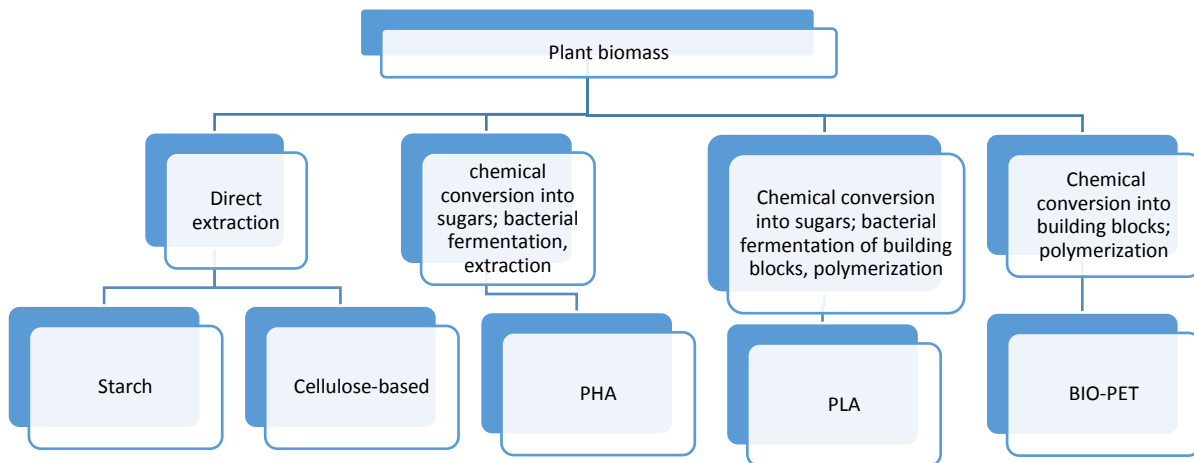 Plant biomass
Direct
extraction
chemical
conversion into
sugars; bacterial
fermentation,
extraction
Chemical conversion
into sugars; bacterial
fermentation of building
blocks, polymerization
Chemical
conversion into
building blocks;
polymerization
Starch
Cellulose-based
PHA
PLA
BIO-PET